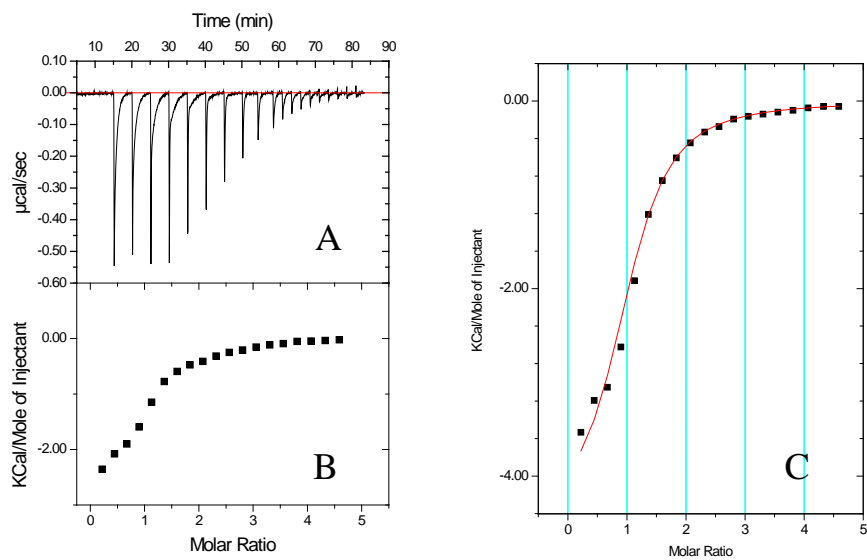 Time (min)
10 20 30 40 50 60 70 80 90
0.10
0.00
-0.10
-0.20
-0.30
-0.40
-0.50
-0.60
µcal/sec
A
0.00
-2.00
KCal/Mole of Injectant
B
0 1 2 3 4 5
Molar Ratio
0.00
-2.00
-4.00
KCal/Mole of Injectant
C
0 1 2 3 4 5
Molar Ratio